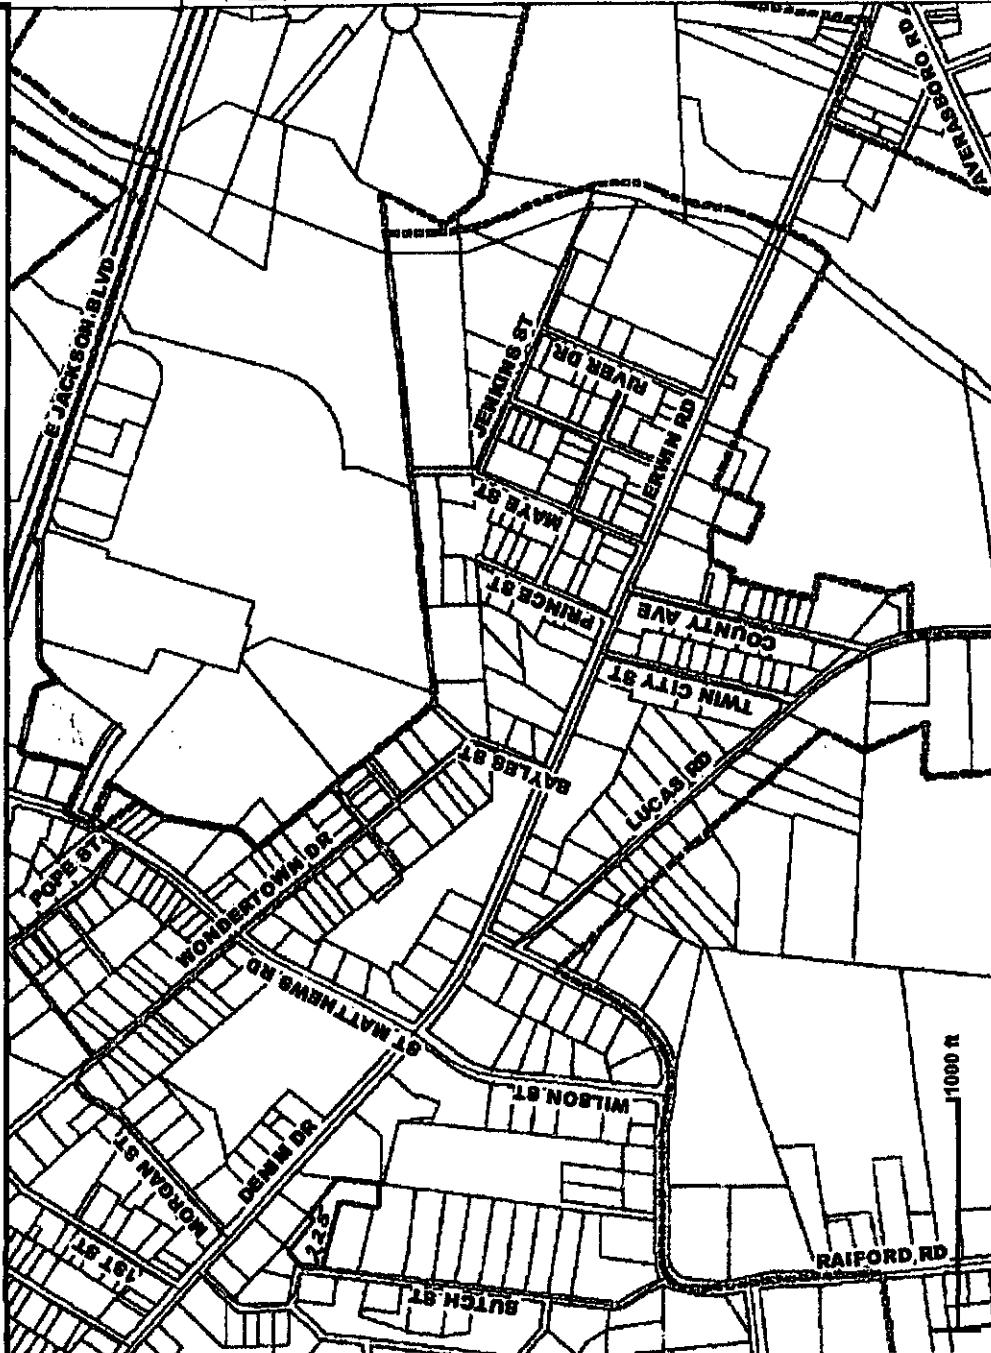 AVERASBORO RD
E JACKSON BLVD
JENKINS ST
RIVER DR
ERWIN RD
MAYE ST
PRINCE ST
COUNTY AVE
TWIN CITY ST
BAYLES ST
LUCAS RD
POPE ST
WONDERTOWN DR
ST MATTHEWS RD
1000 ft
WILSON ST
MORGAN ST
DENIM DR
1ST ST
RAIFORD RD
BUTCH ST